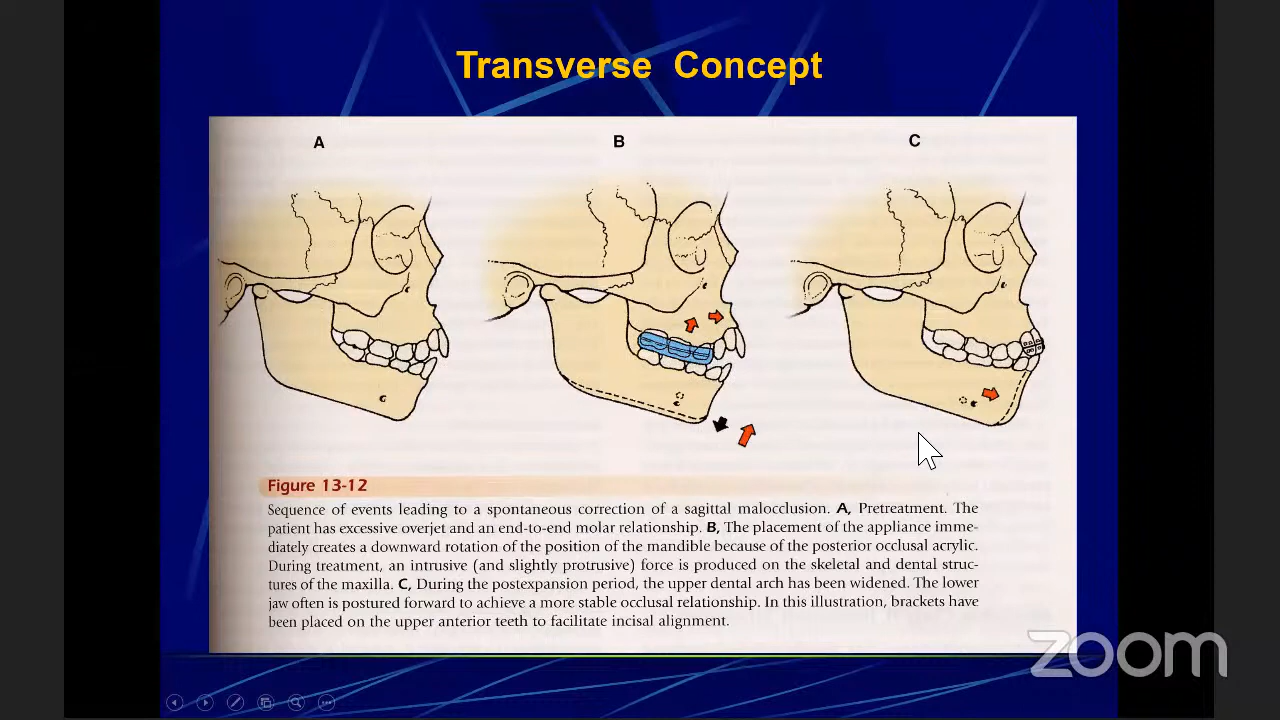 Transverse Concept
A
B
C
Figure 13-12
Sequence of events leading to a spontaneous correction of a sagittal malocclusion. A, Pretreatment. The
patient has excessive overjet and an end-to-end molar relationship. B, The placement of the appliance imme-
diately creates a downward rotation of the position of the mandible because of the posterior occlusal acrylic.
During treatment, an intrusive (and slightly protrusive) force is produced on the skeletal and dental struc-
tures of the maxilla. C, During the postexpansion period, the upper dental arch has been widened. The lower
jaw often is postured forward to achieve a more stable occlusal relationship. In this illustration, brackets have
been placed on the upper anterior teeth to facilitate incisal alignment.
zoom